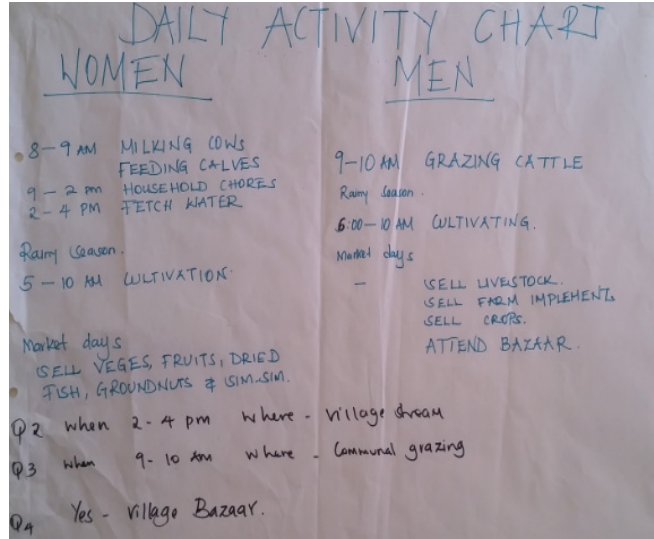 DAILY ACTIVITY CHART
WOMEN
8-9 AM MILKING COWS
FEEDING CALVES
9-2 pm HOUSEHOLD CHORES
2-4 PM FETCH WATER
Rainy Season.
5-10 AM CULTIVATION.
Market days
SELL VEGES, FRUITS, DRIED
FISH, GROUNDNUTS & SIM-SIM.
MEN
9-10 AM GRAZING CATTLE
Rainy Season.
6:00-10 AM CULTIVATING.
Market days
- SELL LIVESTOCK.
SELL FARM IMPLEMENTS
SELL CROPS.
ATTEND BAZAAR.
Q2 when 2-4 pm where - village stream
Q3 when 9-10 Am where - Communal grazing
Q4 Yes - village Bazaar.